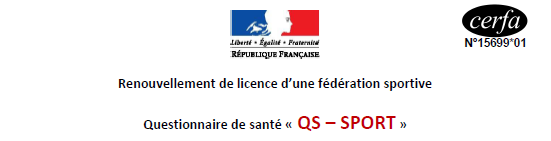 cerfa
N°15699*01
Liberté • Égalité • Fraternité
RÉPUBLIQUE FRANÇAISE
Renouvellement de licence d'une fédération sportive
Questionnaire de santé « QS – SPORT »